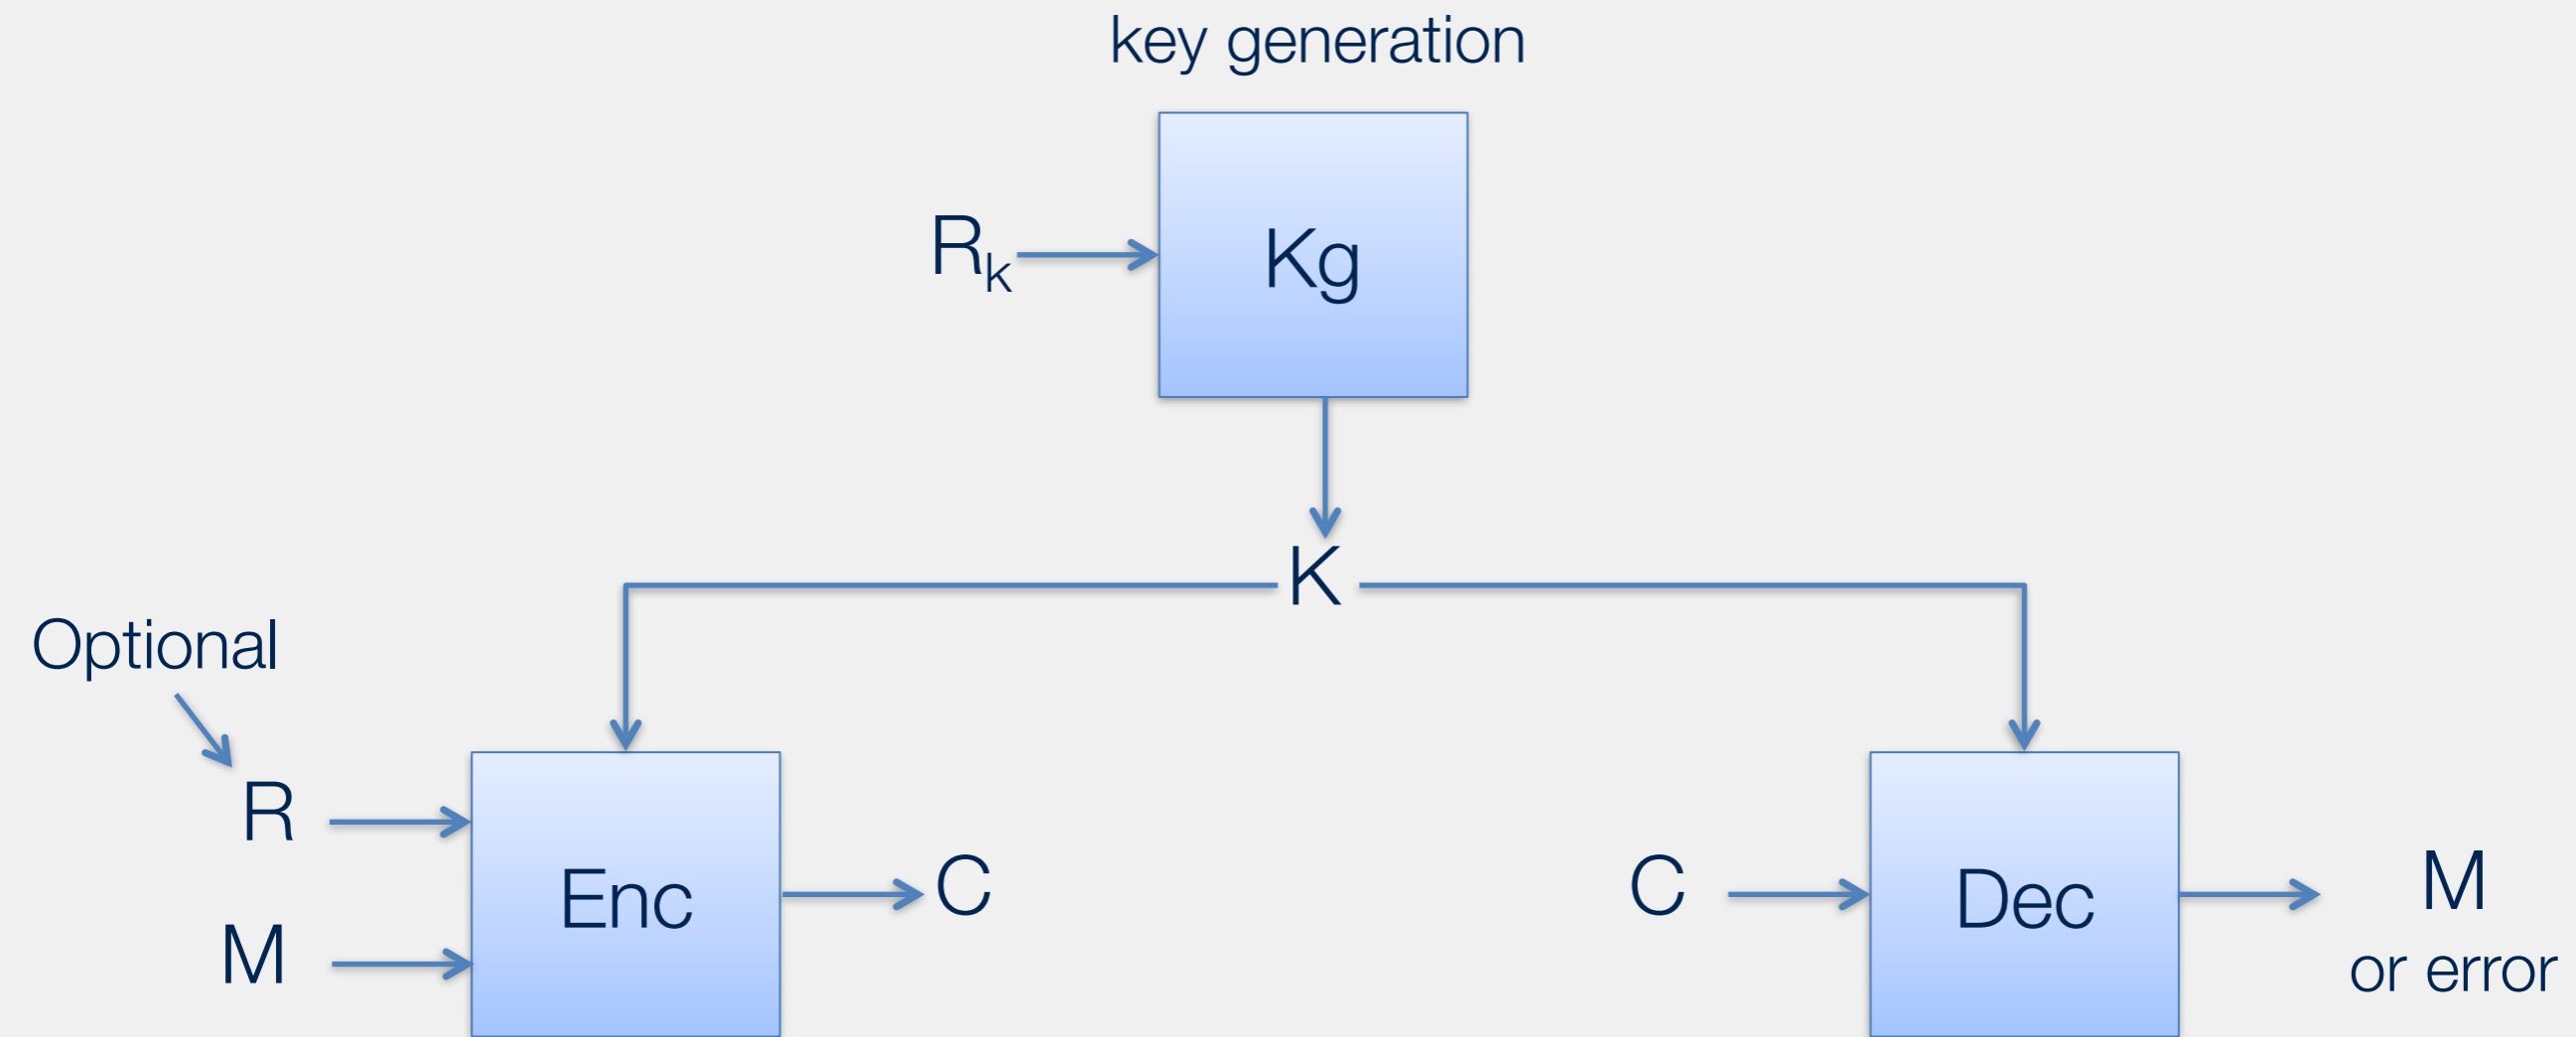 key generation
Rk
Kg
K
Optional
R
M
Enc
C
C
Dec
M
or error